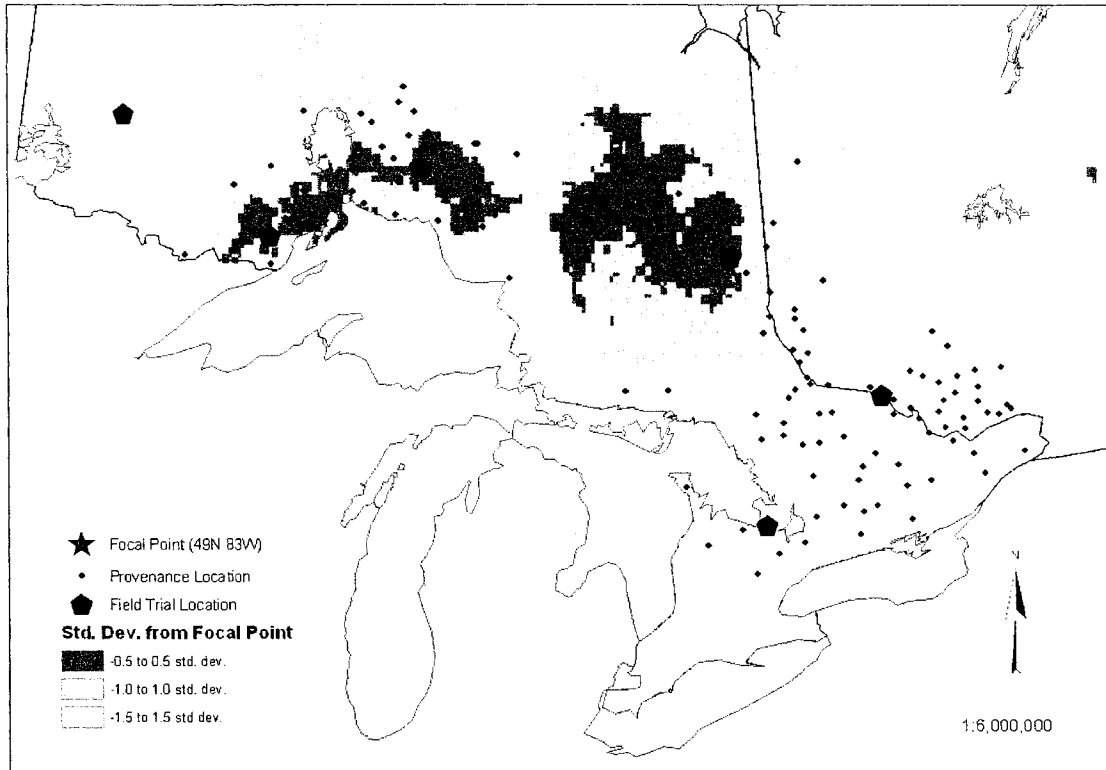 Focal Point (49N 83W)
Provenance Location
Field Trial Location
Std. Dev. from Focal Point
-0.5 to 0.5 std. dev.
-1.0 to 1.0 std. dev.
-1.5 to 1.5 std dev.
N
1:6,000,000